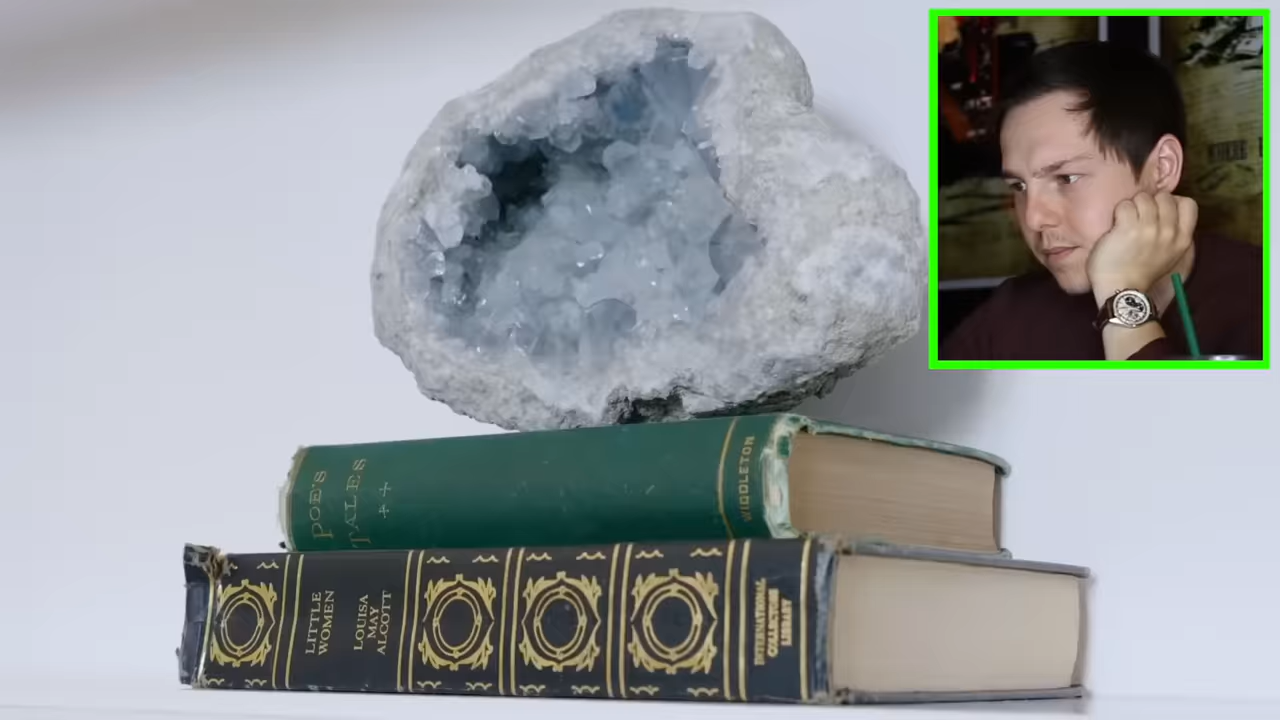 POE'S
TALES
WIDDLETON
LITTLE
WOMEN
LOUISA
MAY
ALCOTT
INTERNATIONAL
COLLECTORS
LIBRARY